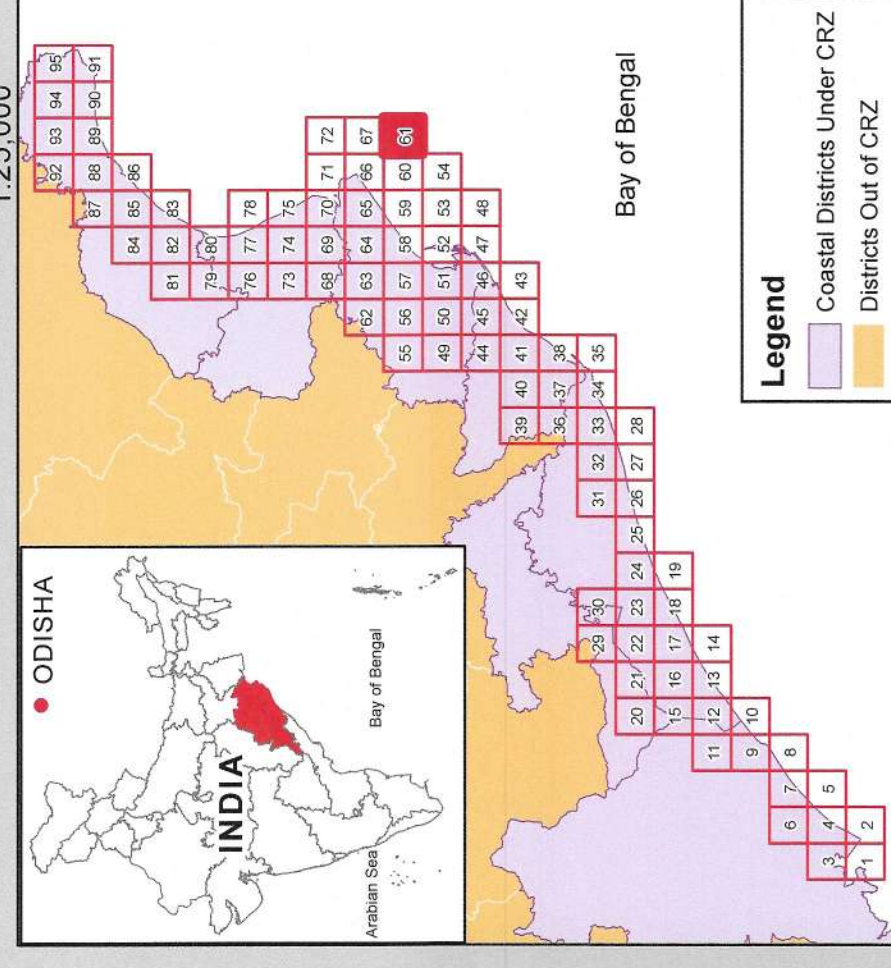 1:25,000
ODISHA
INDIA
Arabian Sea
Bay of Bengal
92 93 94 95
87 88 89 90 91
84 85 86
81 82 83
79 80
76 77 78
73 74 75
68 69 70 71 72
62 63 64 65 66 67
55 56 57 58 59 60 61
49 50 51 52 53 54
44 45 46 47 48
39 40 41 42 43
36 37 38
29 30 31 32 33 34 35
20 21 22 23 24 25 26 27 28
15 16 17 18 19
11 12 13 14
9 10
6 7 8
3 4 5
1 2
Bay of Bengal
Legend
Coastal Districts Under CRZ
Districts Out of CRZ